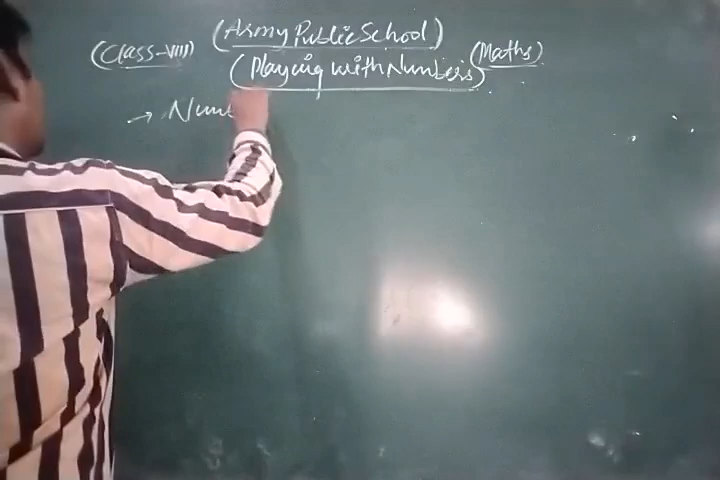 (Army Public School)
(Class-VIII)
(Playing with Numbers) (Maths)
→ Num